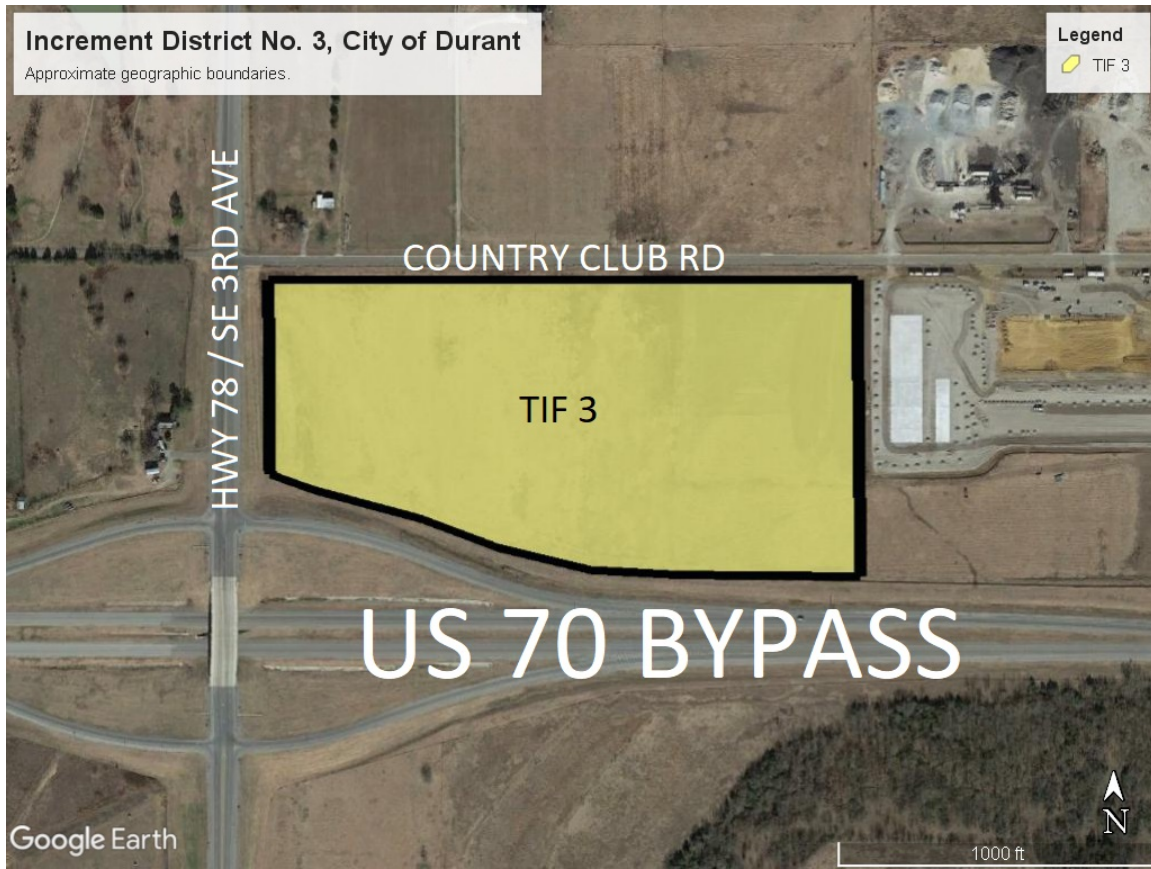 Increment District No. 3, City of Durant
Approximate geographic boundaries.
Legend
TIF 3
HWY 78 / SE 3RD AVE
COUNTRY CLUB RD
TIF 3
US 70 BYPASS
Google Earth
N
1000 ft